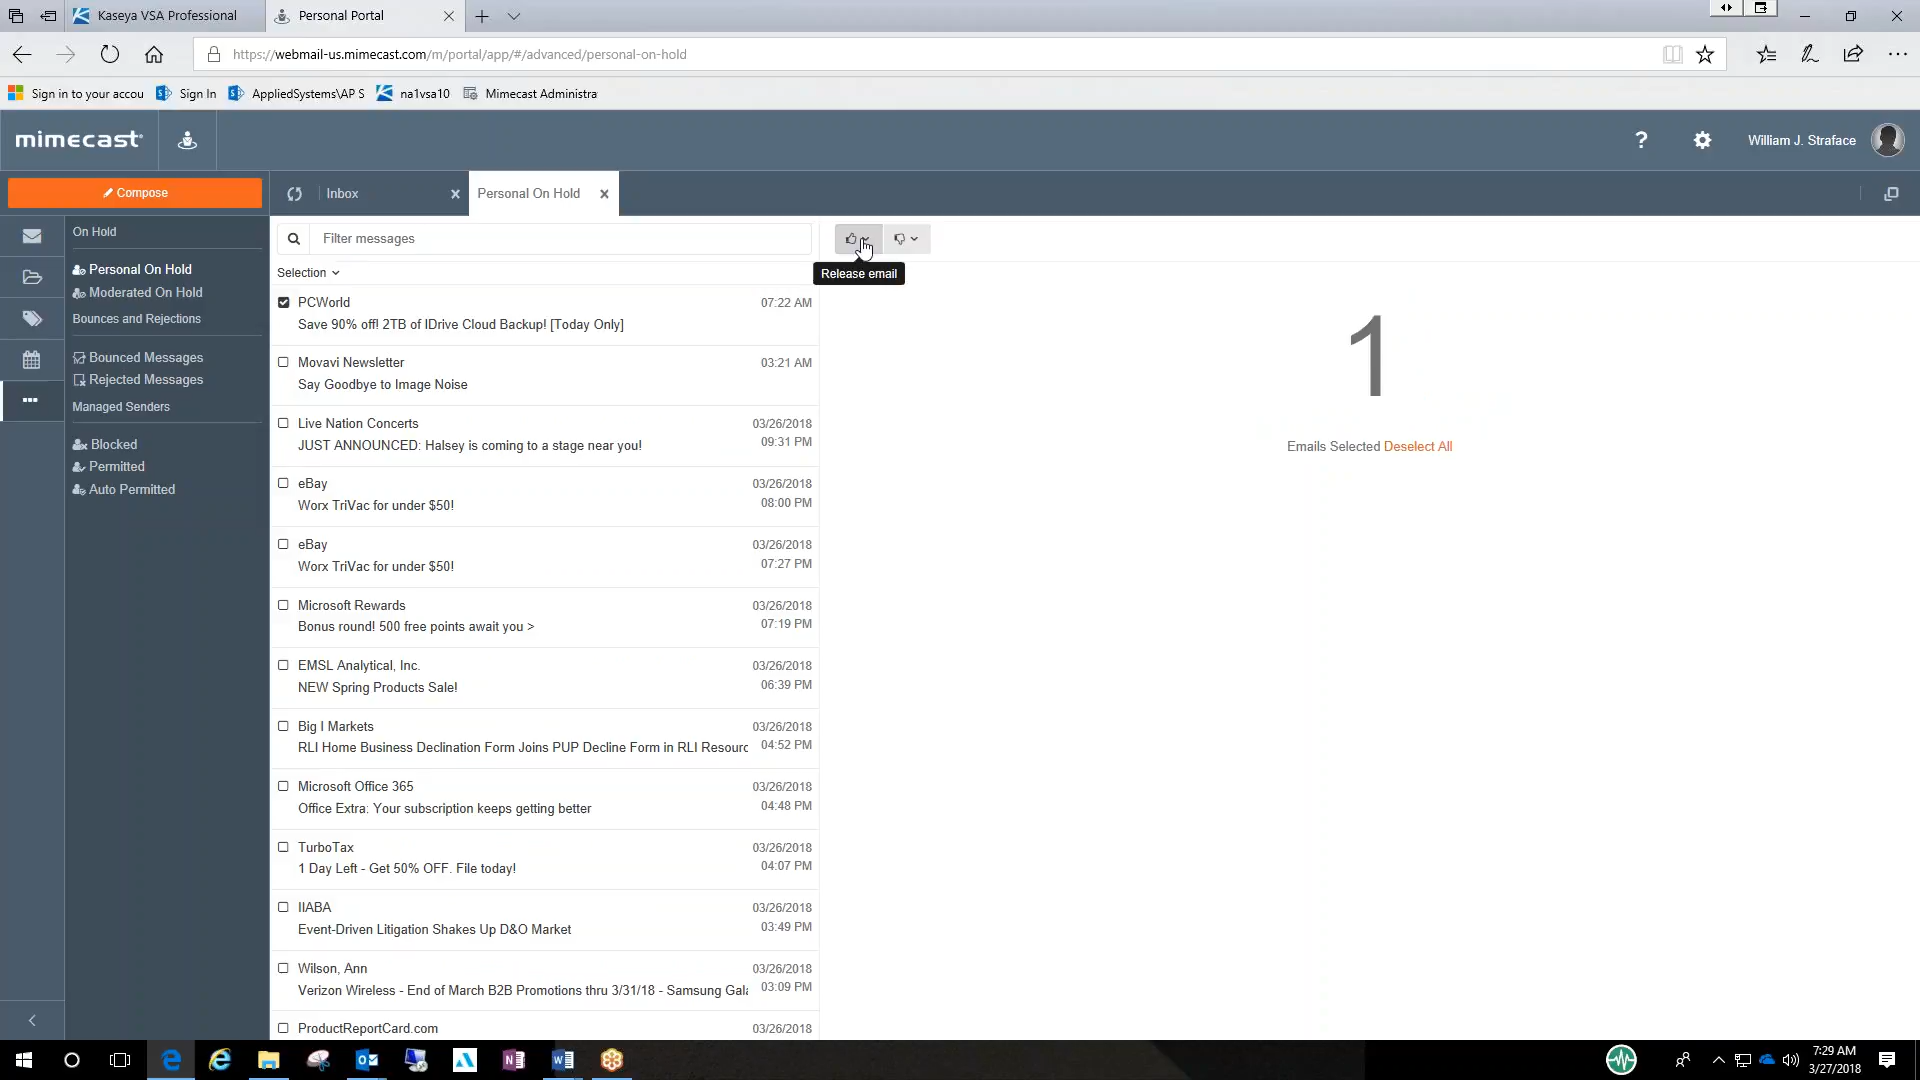 Kaseya VSA Professional
Personal Portal
https://webmail-us.mimecast.com/m/portal/app/#/advanced/personal-on-hold
Sign in to your accou
Sign In
AppliedSystems\AP S
na1vsa10
Mimecast Administra
mimecast
?
William J. Straface
Compose
Inbox
Personal On Hold
On Hold
Personal On Hold
Moderated On Hold
Bounces and Rejections
Bounced Messages
Rejected Messages
Managed Senders
Blocked
Permitted
Auto Permitted
Filter messages
Selection
Release email
PCWorld 07:22 AM
Save 90% off! 2TB of IDrive Cloud Backup! [Today Only]
Movavi Newsletter 03:21 AM
Say Goodbye to Image Noise
Live Nation Concerts 03/26/2018
JUST ANNOUNCED: Halsey is coming to a stage near you! 09:31 PM
eBay 03/26/2018
Worx TriVac for under $50! 08:00 PM
eBay 03/26/2018
Worx TriVac for under $50! 07:27 PM
Microsoft Rewards 03/26/2018
Bonus round! 500 free points await you > 07:19 PM
EMSL Analytical, Inc. 03/26/2018
NEW Spring Products Sale! 06:39 PM
Big I Markets 03/26/2018
RLI Home Business Declination Form Joins PUP Decline Form in RLI Resourc 04:52 PM
Microsoft Office 365 03/26/2018
Office Extra: Your subscription keeps getting better 04:48 PM
TurboTax 03/26/2018
1 Day Left - Get 50% OFF. File today! 04:07 PM
IIABA 03/26/2018
Event-Driven Litigation Shakes Up D&O Market 03:49 PM
Wilson, Ann 03/26/2018
Verizon Wireless - End of March B2B Promotions thru 3/31/18 - Samsung Gala 03:09 PM
ProductReportCard.com 03/26/2018
1
Emails Selected Deselect All
7:29 AM
3/27/2018